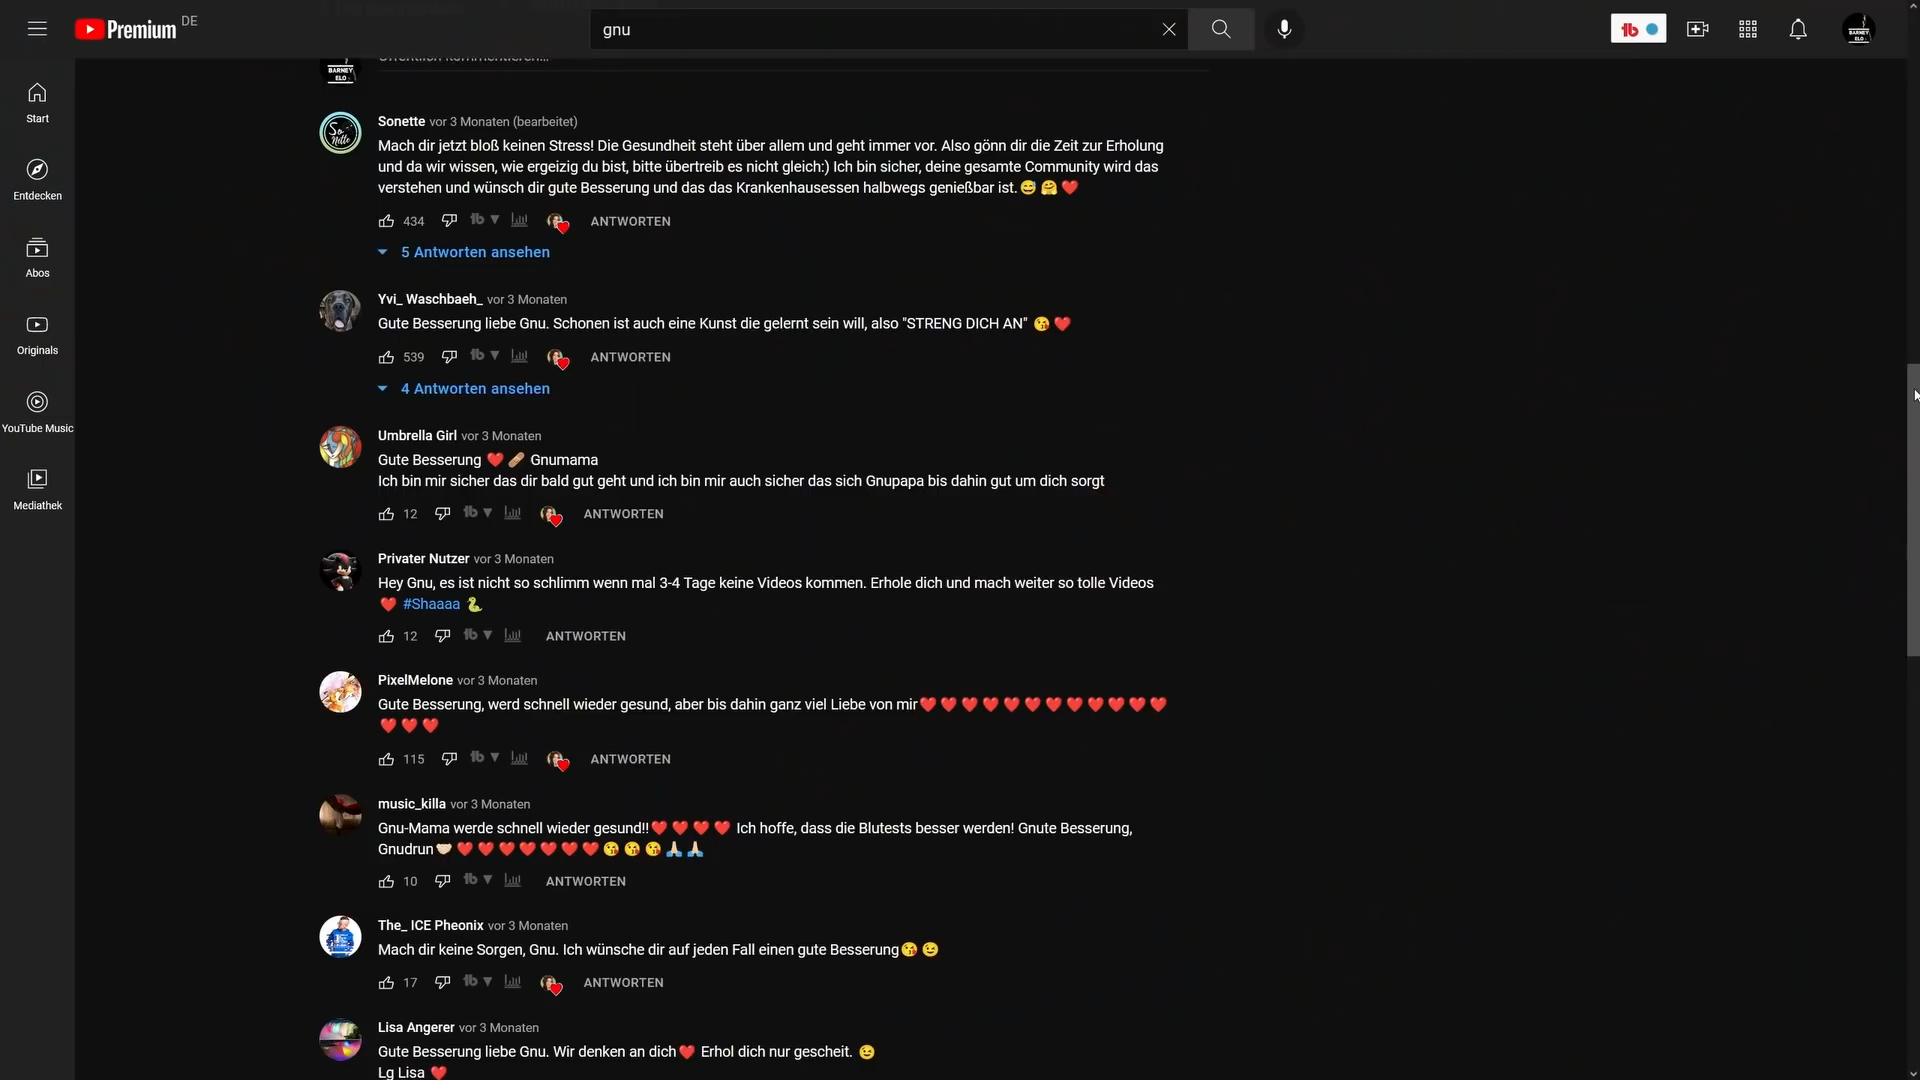 Premium DE
gnu
BARNEY
ELO
Start
Entdecken
Abos
Originals
YouTube Music
Mediathek
BARNEY
ELO
Öffentlich kommentieren...
Sonette vor 3 Monaten (bearbeitet)
Mach dir jetzt bloß keinen Stress! Die Gesundheit steht über allem und geht immer vor. Also gönn dir die Zeit zur Erholung
und da wir wissen, wie ergeizig du bist, bitte übertreib es nicht gleich:) Ich bin sicher, deine gesamte Community wird das
verstehen und wünsch dir gute Besserung und das das Krankenhausessen halbwegs genießbar ist.😅 🤗 ❤️
434 ANTWORTEN
5 Antworten ansehen
Yvi_ Waschbaeh_ vor 3 Monaten
Gute Besserung liebe Gnu. Schonen ist auch eine Kunst die gelernt sein will, also "STRENG DICH AN" 😘 ❤️
539 ANTWORTEN
4 Antworten ansehen
Umbrella Girl vor 3 Monaten
Gute Besserung ❤️ 🩹 Gnumama
Ich bin mir sicher das dir bald gut geht und ich bin mir auch sicher das sich Gnupapa bis dahin gut um dich sorgt
12 ANTWORTEN
Privater Nutzer vor 3 Monaten
Hey Gnu, es ist nicht so schlimm wenn mal 3-4 Tage keine Videos kommen. Erhole dich und mach weiter so tolle Videos
❤️ #Shaaaa 🐍
12 ANTWORTEN
PixelMelone vor 3 Monaten
Gute Besserung, werd schnell wieder gesund, aber bis dahin ganz viel Liebe von mir❤️ ❤️ ❤️ ❤️ ❤️ ❤️ ❤️ ❤️ ❤️ ❤️ ❤️ ❤️
❤️ ❤️ ❤️
115 ANTWORTEN
music_killa vor 3 Monaten
Gnu-Mama werde schnell wieder gesund!!❤️ ❤️ ❤️ ❤️ Ich hoffe, dass die Blutests besser werden! Gnute Besserung,
Gnudrun🤝🏻 ❤️ ❤️ ❤️ ❤️ ❤️ ❤️ ❤️ 😘 😘 😘 🙏🏻 🙏🏻
10 ANTWORTEN
The_ ICE Pheonix vor 3 Monaten
Mach dir keine Sorgen, Gnu. Ich wünsche dir auf jeden Fall einen gute Besserung😘 😉
17 ANTWORTEN
Lisa Angerer vor 3 Monaten
Gute Besserung liebe Gnu. Wir denken an dich❤️ Erhol dich nur gescheit. 😉
Lg Lisa ❤️